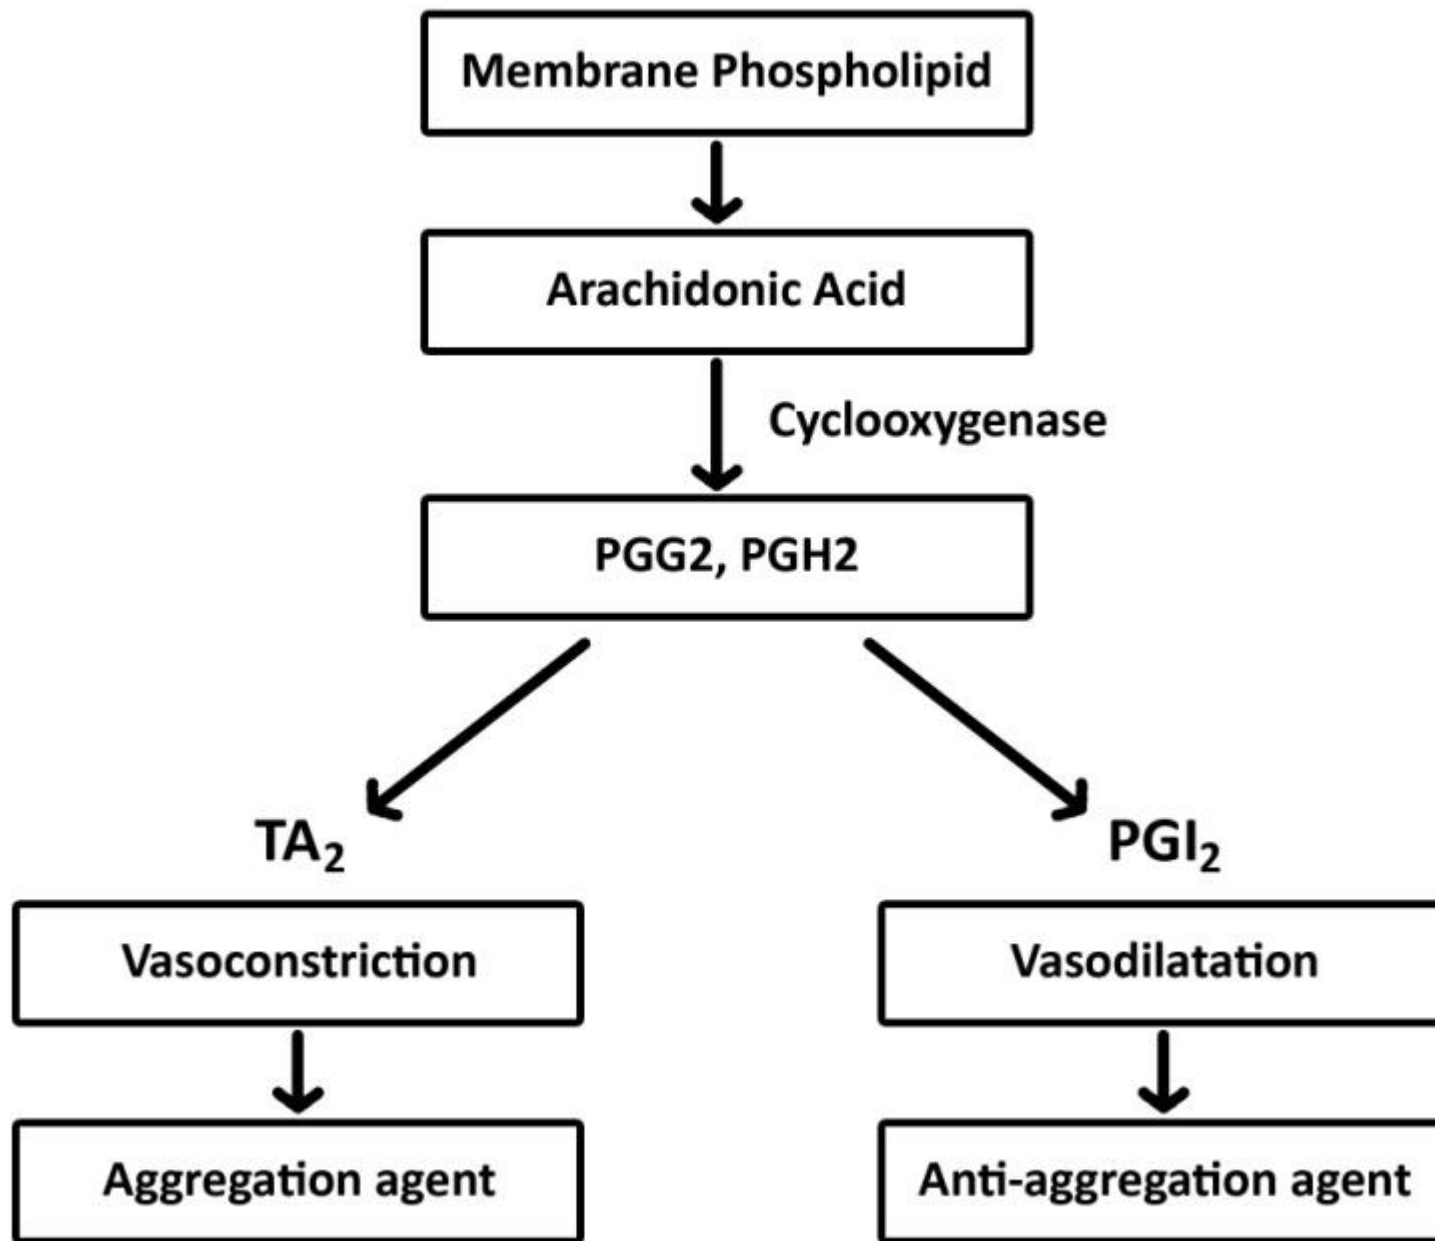 Membrane Phospholipid
Arachidonic Acid
Cyclooxygenase
PGG2, PGH2
TA₂
PGI₂
Vasoconstriction
Vasodilatation
Aggregation agent
Anti-aggregation agent